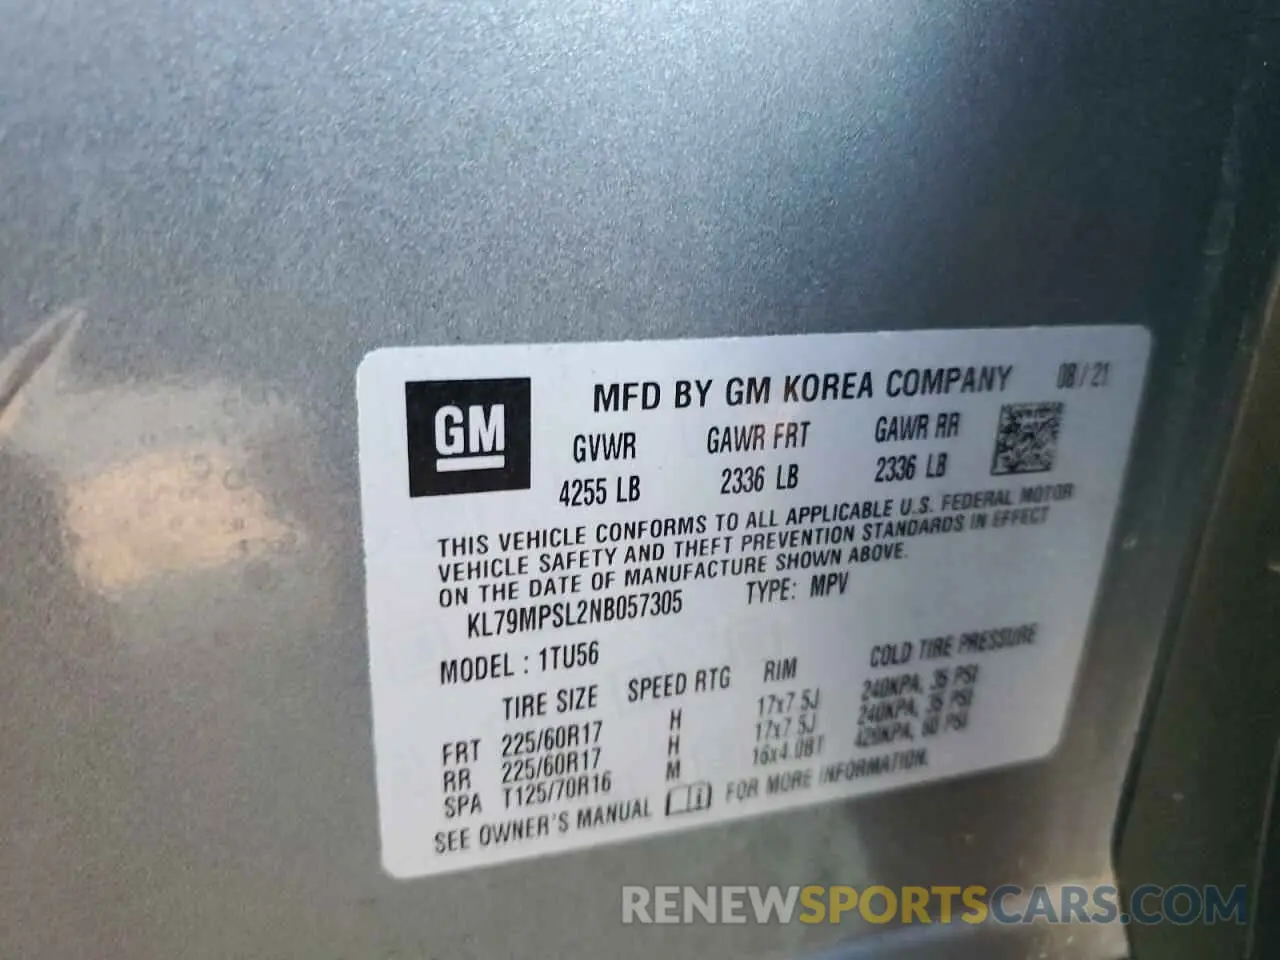 GM
MFD BY GM KOREA COMPANY 08/21
GVWR GAWR FRT GAWR RR
4255 LB 2336 LB 2336 LB
THIS VEHICLE CONFORMS TO ALL APPLICABLE U.S. FEDERAL MOTOR
VEHICLE SAFETY AND THEFT PREVENTION STANDARDS IN EFFECT
ON THE DATE OF MANUFACTURE SHOWN ABOVE.
KL79MPSL2NB057305 TYPE: MPV
MODEL : 1TU56
TIRE SIZE SPEED RTG RIM COLD TIRE PRESSURE
FRT 225/60R17 H 17x7.5J 240KPA, 35 PSI
RR 225/60R17 H 17x7.5J 240KPA, 35 PSI
SPA T125/70R16 M 16x4.0BT 420KPA, 60 PSI
SEE OWNER'S MANUAL FOR MORE INFORMATION.
RENEWSPORTSCARS.COM